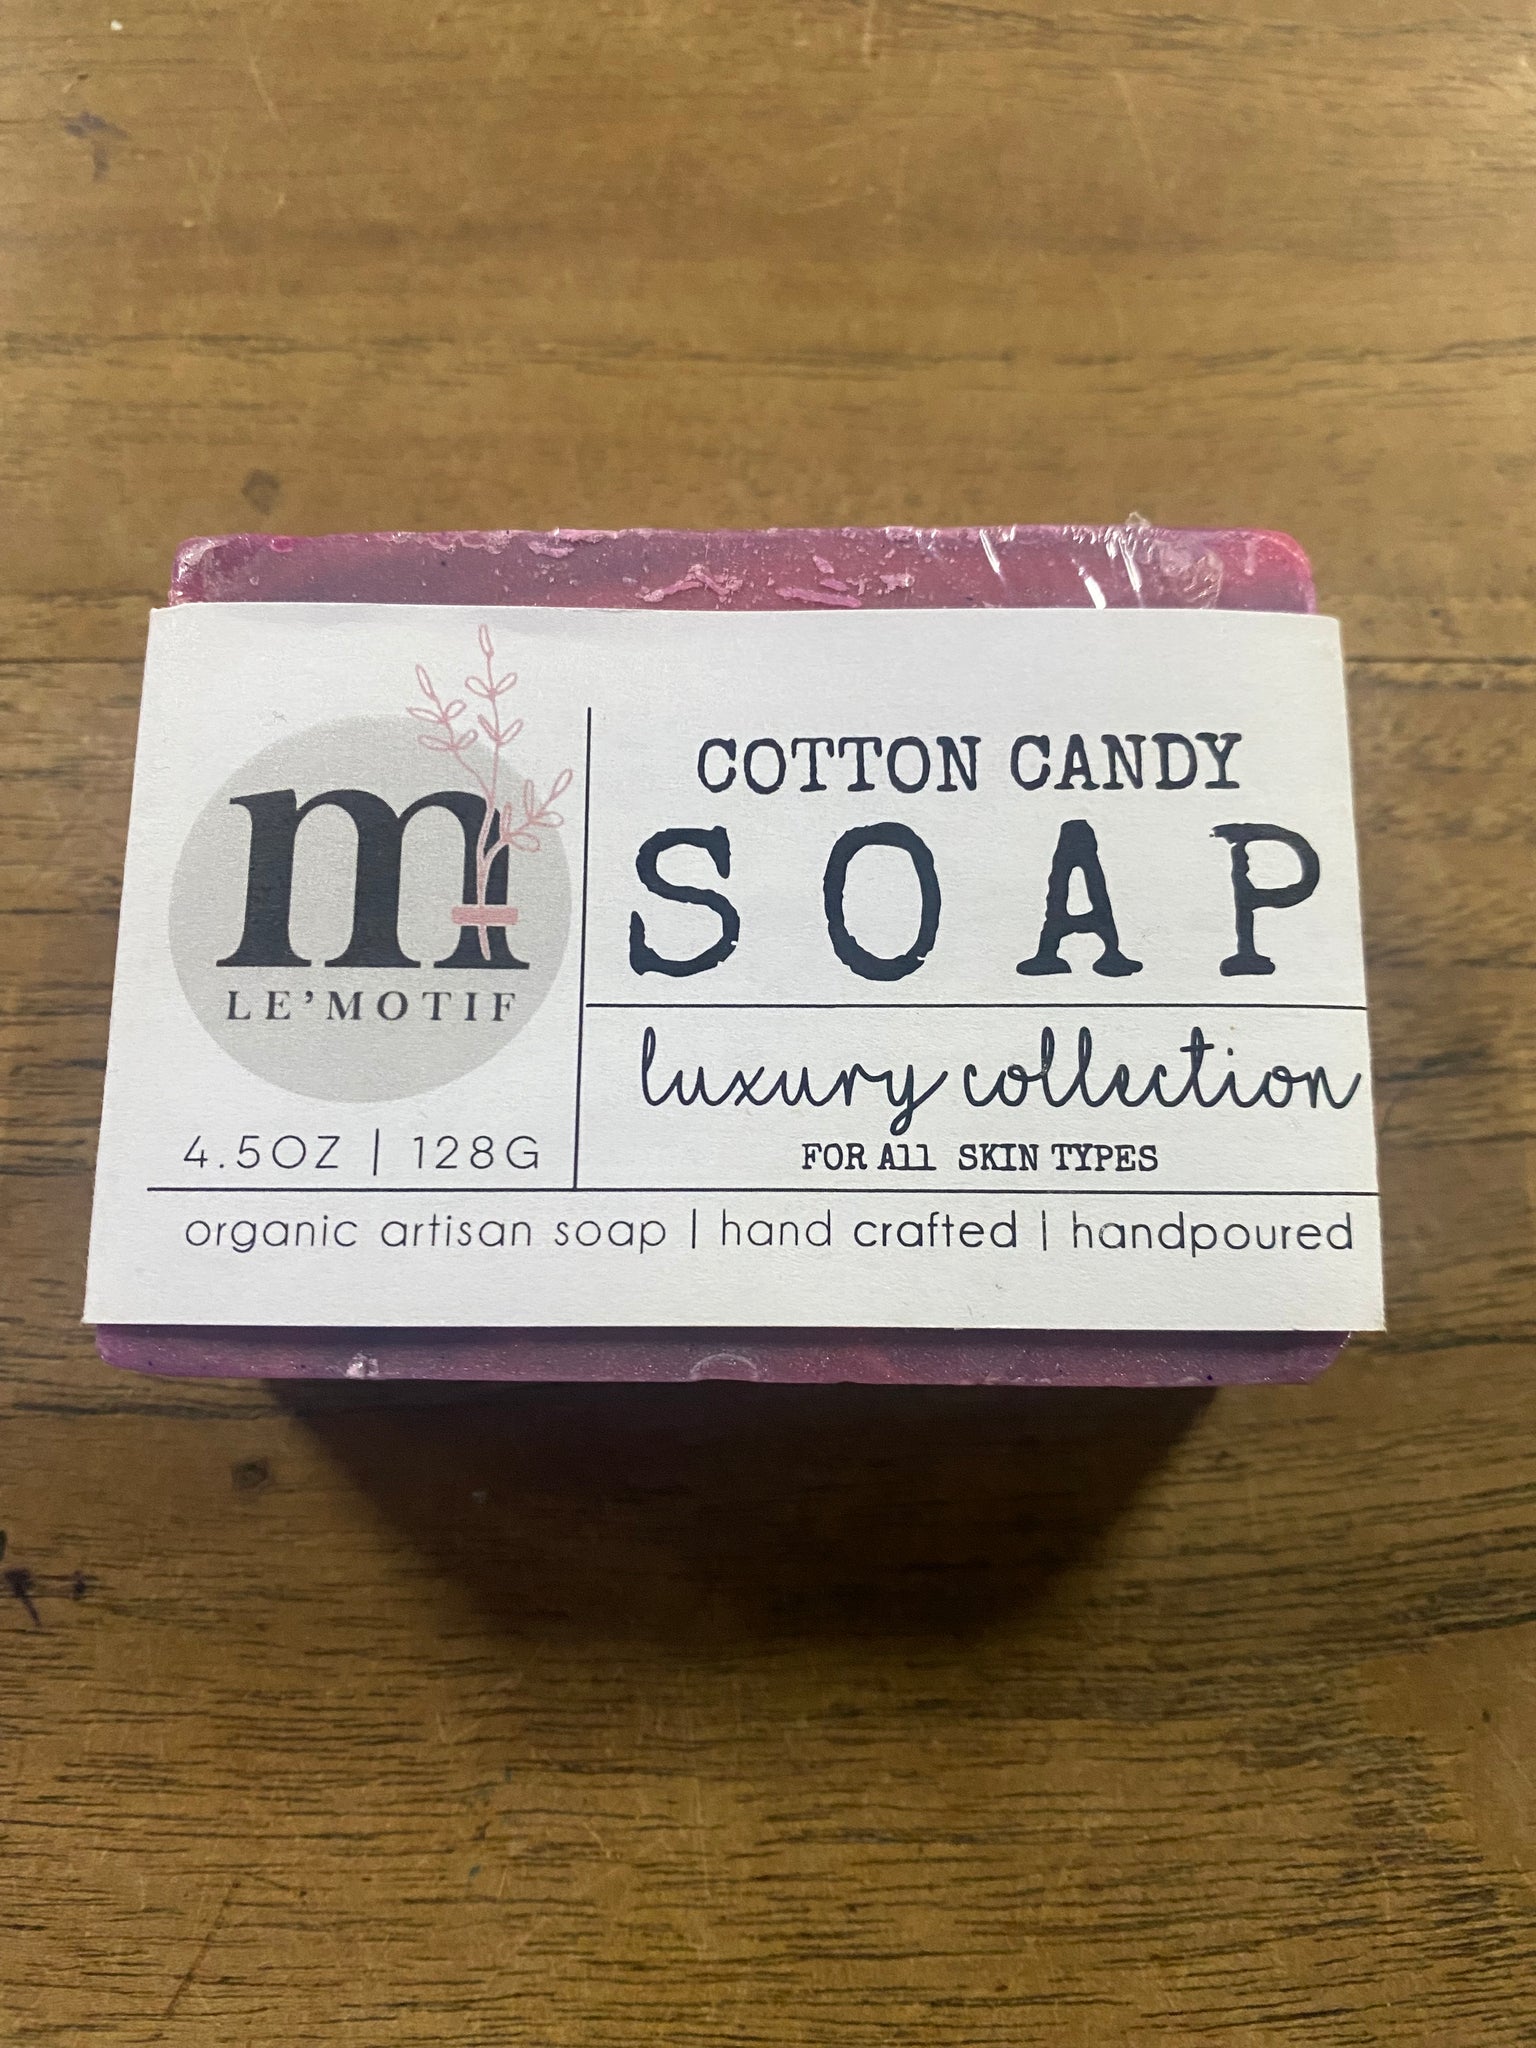 m
LE'MOTIF
4.5OZ | 128G
COTTON CANDY
SOAP
luxury collection
FOR All SKIN TYPES
organic artisan soap | hand crafted | handpoured